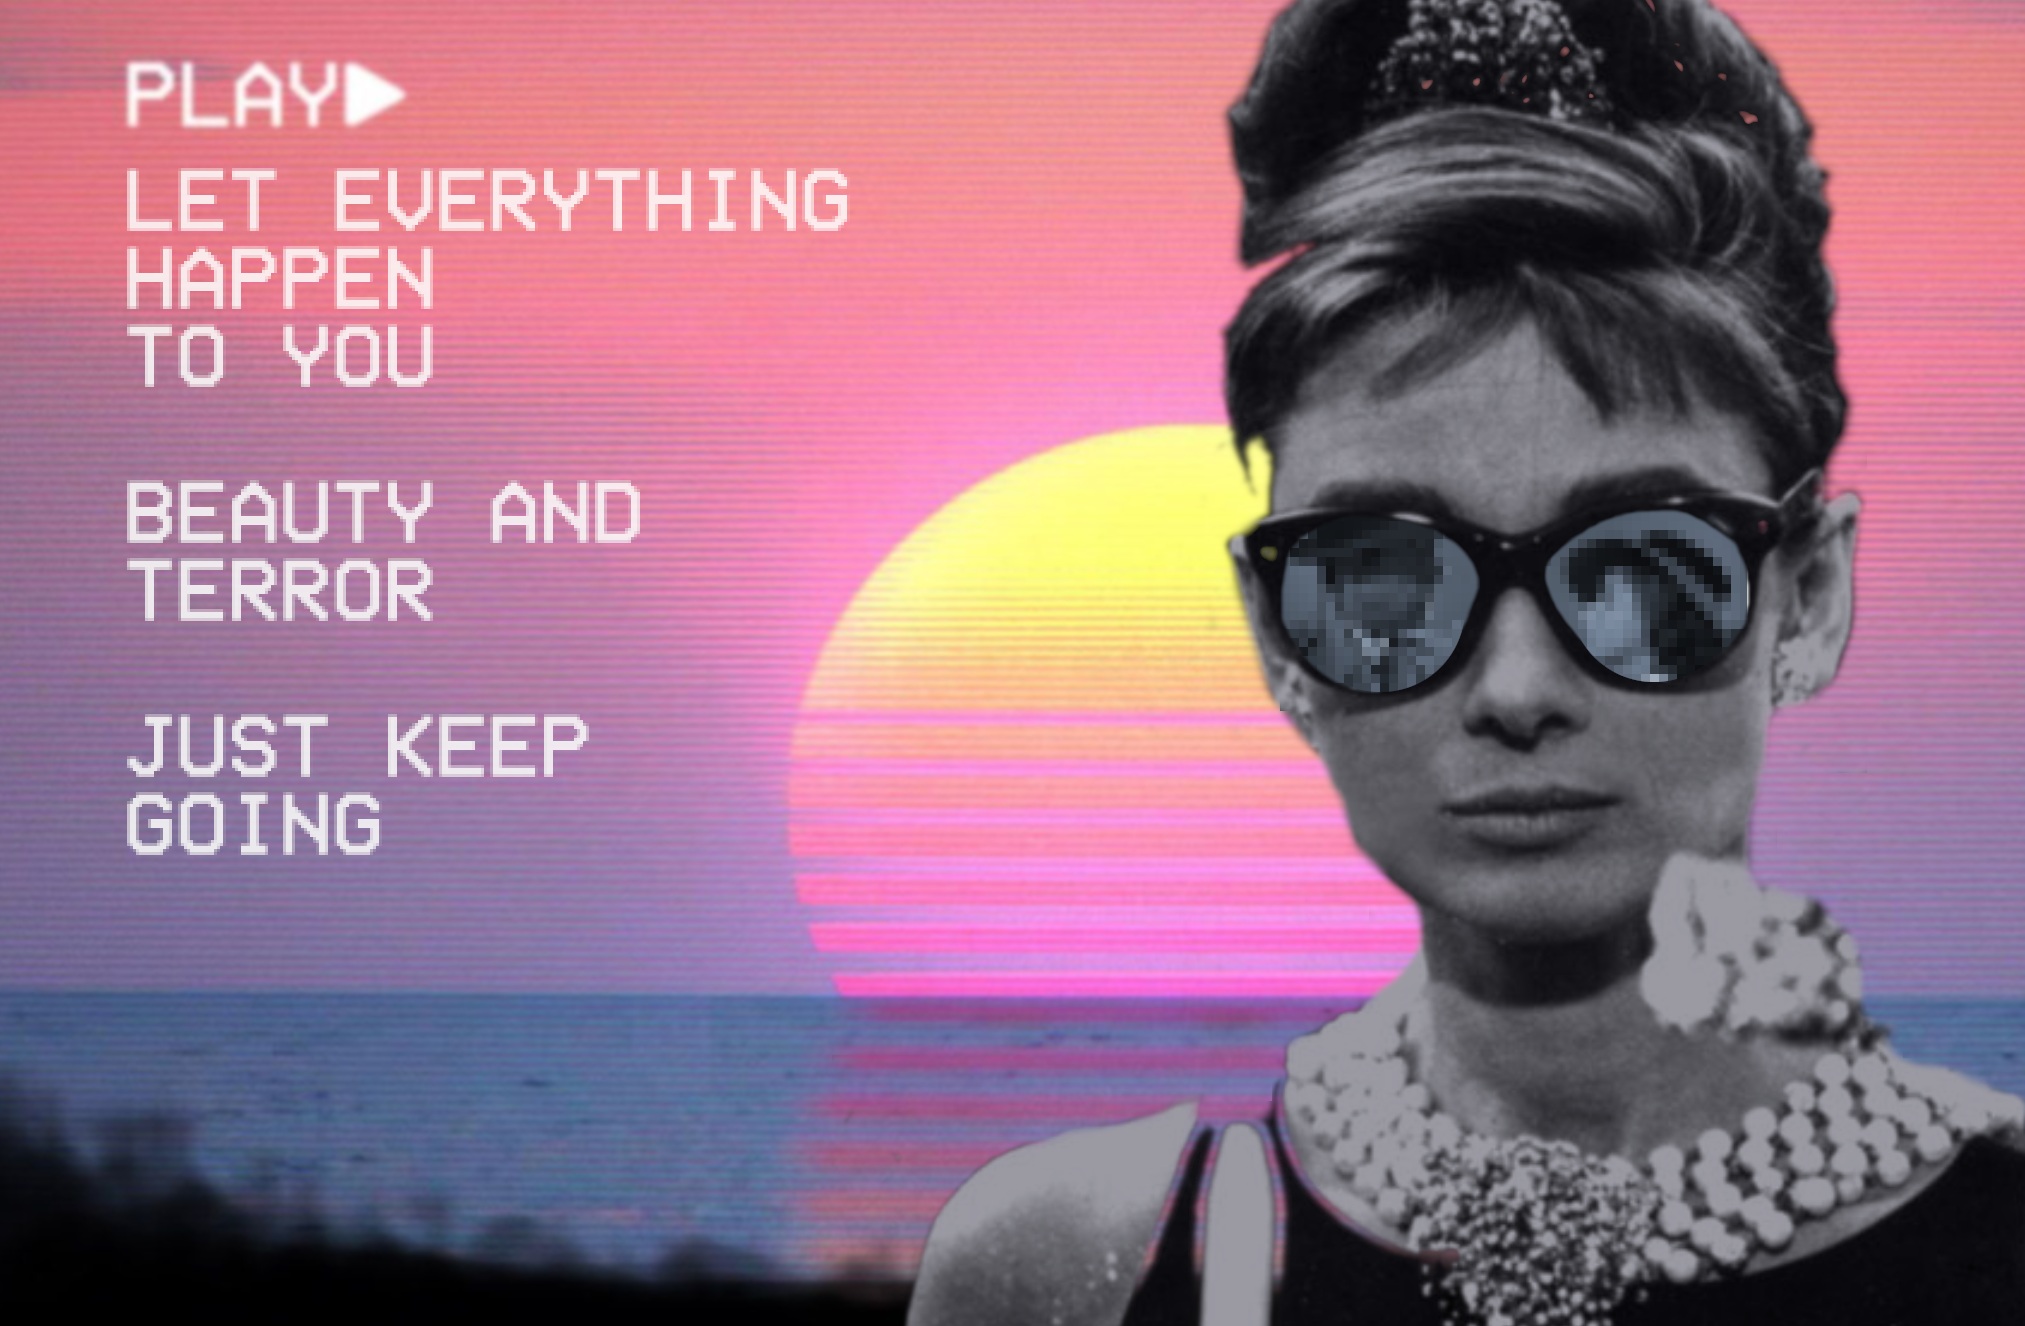 PLAY▶
LET EVERYTHING
HAPPEN
TO YOU
BEAUTY AND
TERROR
JUST KEEP
GOING